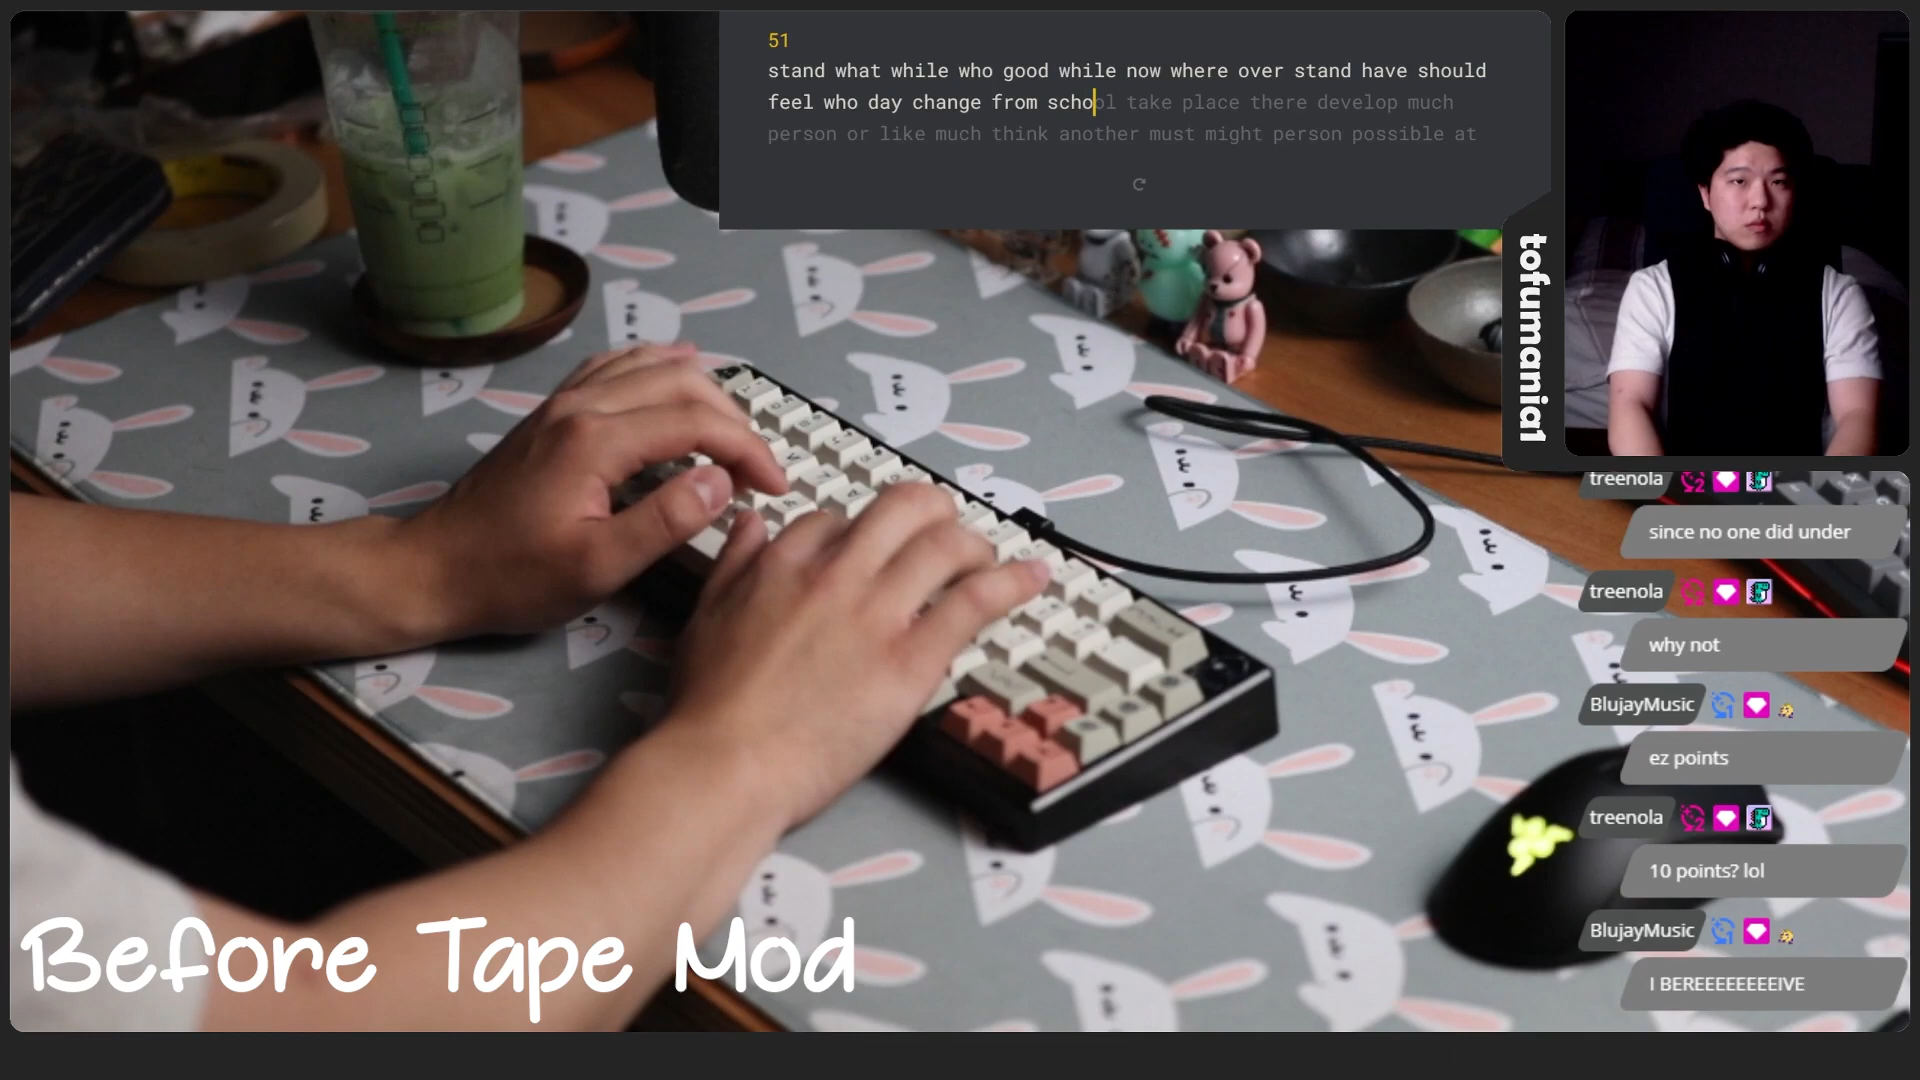 51
stand what while who good while now where over stand have should
feel who day change from school take place there develop much
person or like much think another must might person possible at
tofumania1
treenola
since no one did under
treenola
why not
BlujayMusic
ez points
treenola
10 points? lol
BlujayMusic
I BEREEEEEEEEIVE
Before Tape Mod